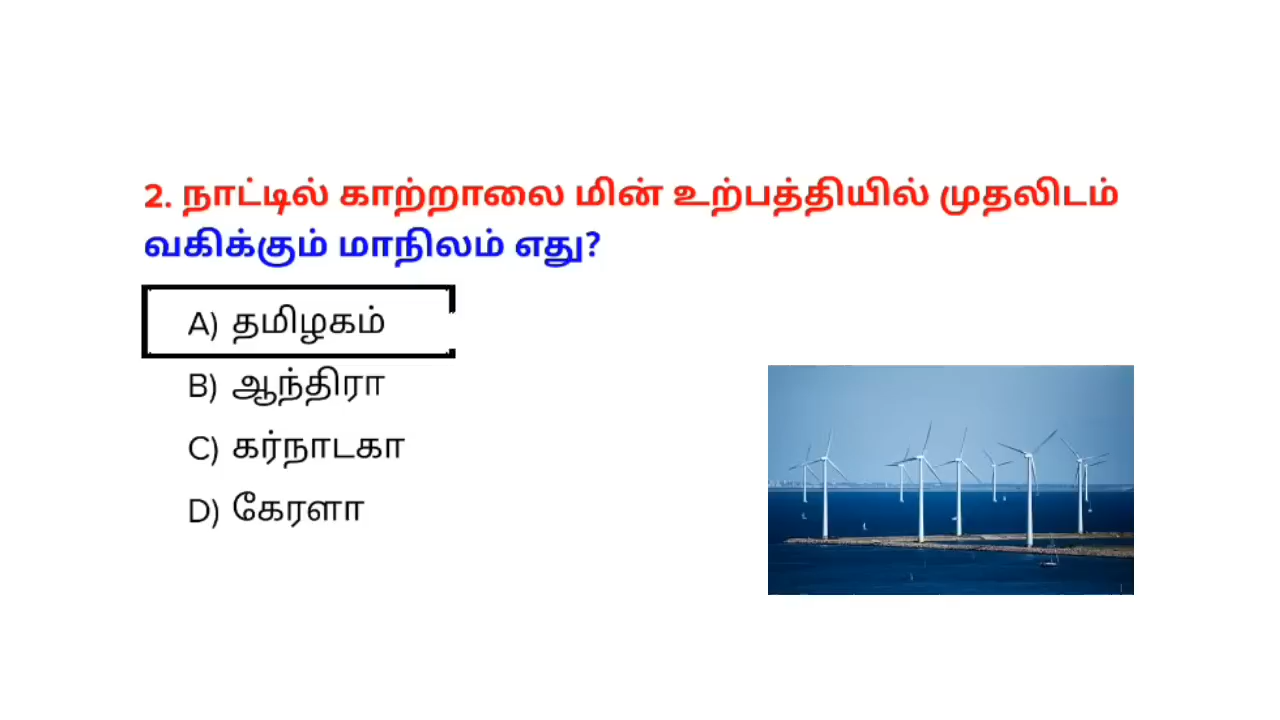 2. நாட்டில் காற்றாலை மின் உற்பத்தியில் முதலிடம்
வகிக்கும் மாநிலம் எது?
A) தமிழகம்
B) ஆந்திரா
C) கர்நாடகா
D) கேரளா